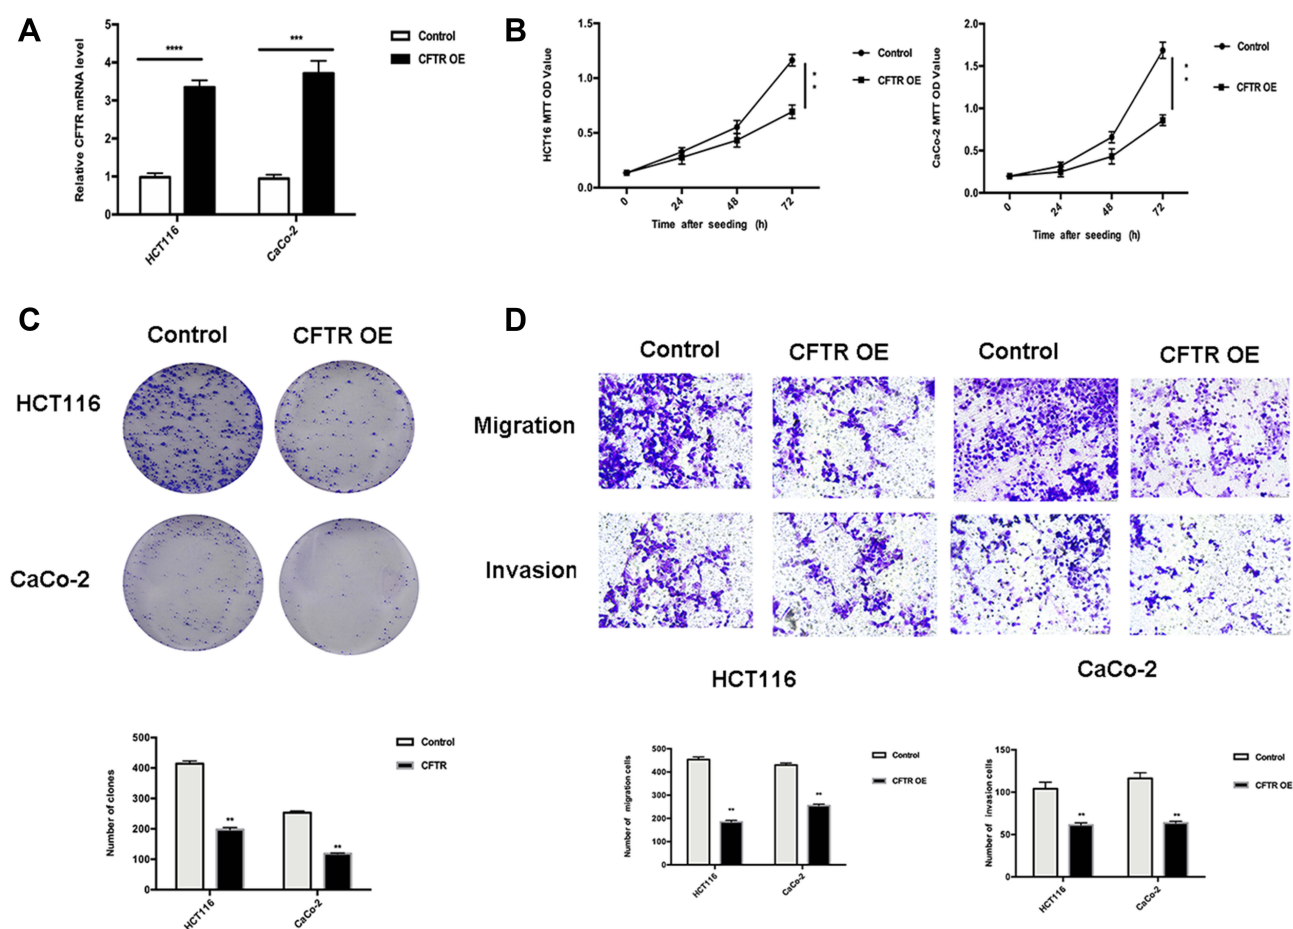 A
Relative CFTR mRNA level
5
4
3
2
1
0
****
***
HCT116
CaCo-2
Control
CFTR OE
B
HCT16 MTT OD Value
1.5
1.0
0.5
0.0
0
24
48
72
Time after seeding (h)
Control
CFTR OE
**
CaCo-2 MTT OD Value
2.0
1.5
1.0
0.5
0.0
0
24
48
72
Time after seeding (h)
Control
CFTR OE
**
C
Control
CFTR OE
HCT116
CaCo-2
Number of clones
500
400
300
200
100
0
**
**
HCT116
CaCo-2
Control
CFTR
D
Control
CFTR OE
Control
CFTR OE
Migration
Invasion
HCT116
CaCo-2
Number of migration cells
500
400
300
200
100
0
**
**
HCT116
CaCo-2
Control
CFTR OE
Number of invasion cells
150
100
50
0
**
**
HCT116
CaCo-2
Control
CFTR OE